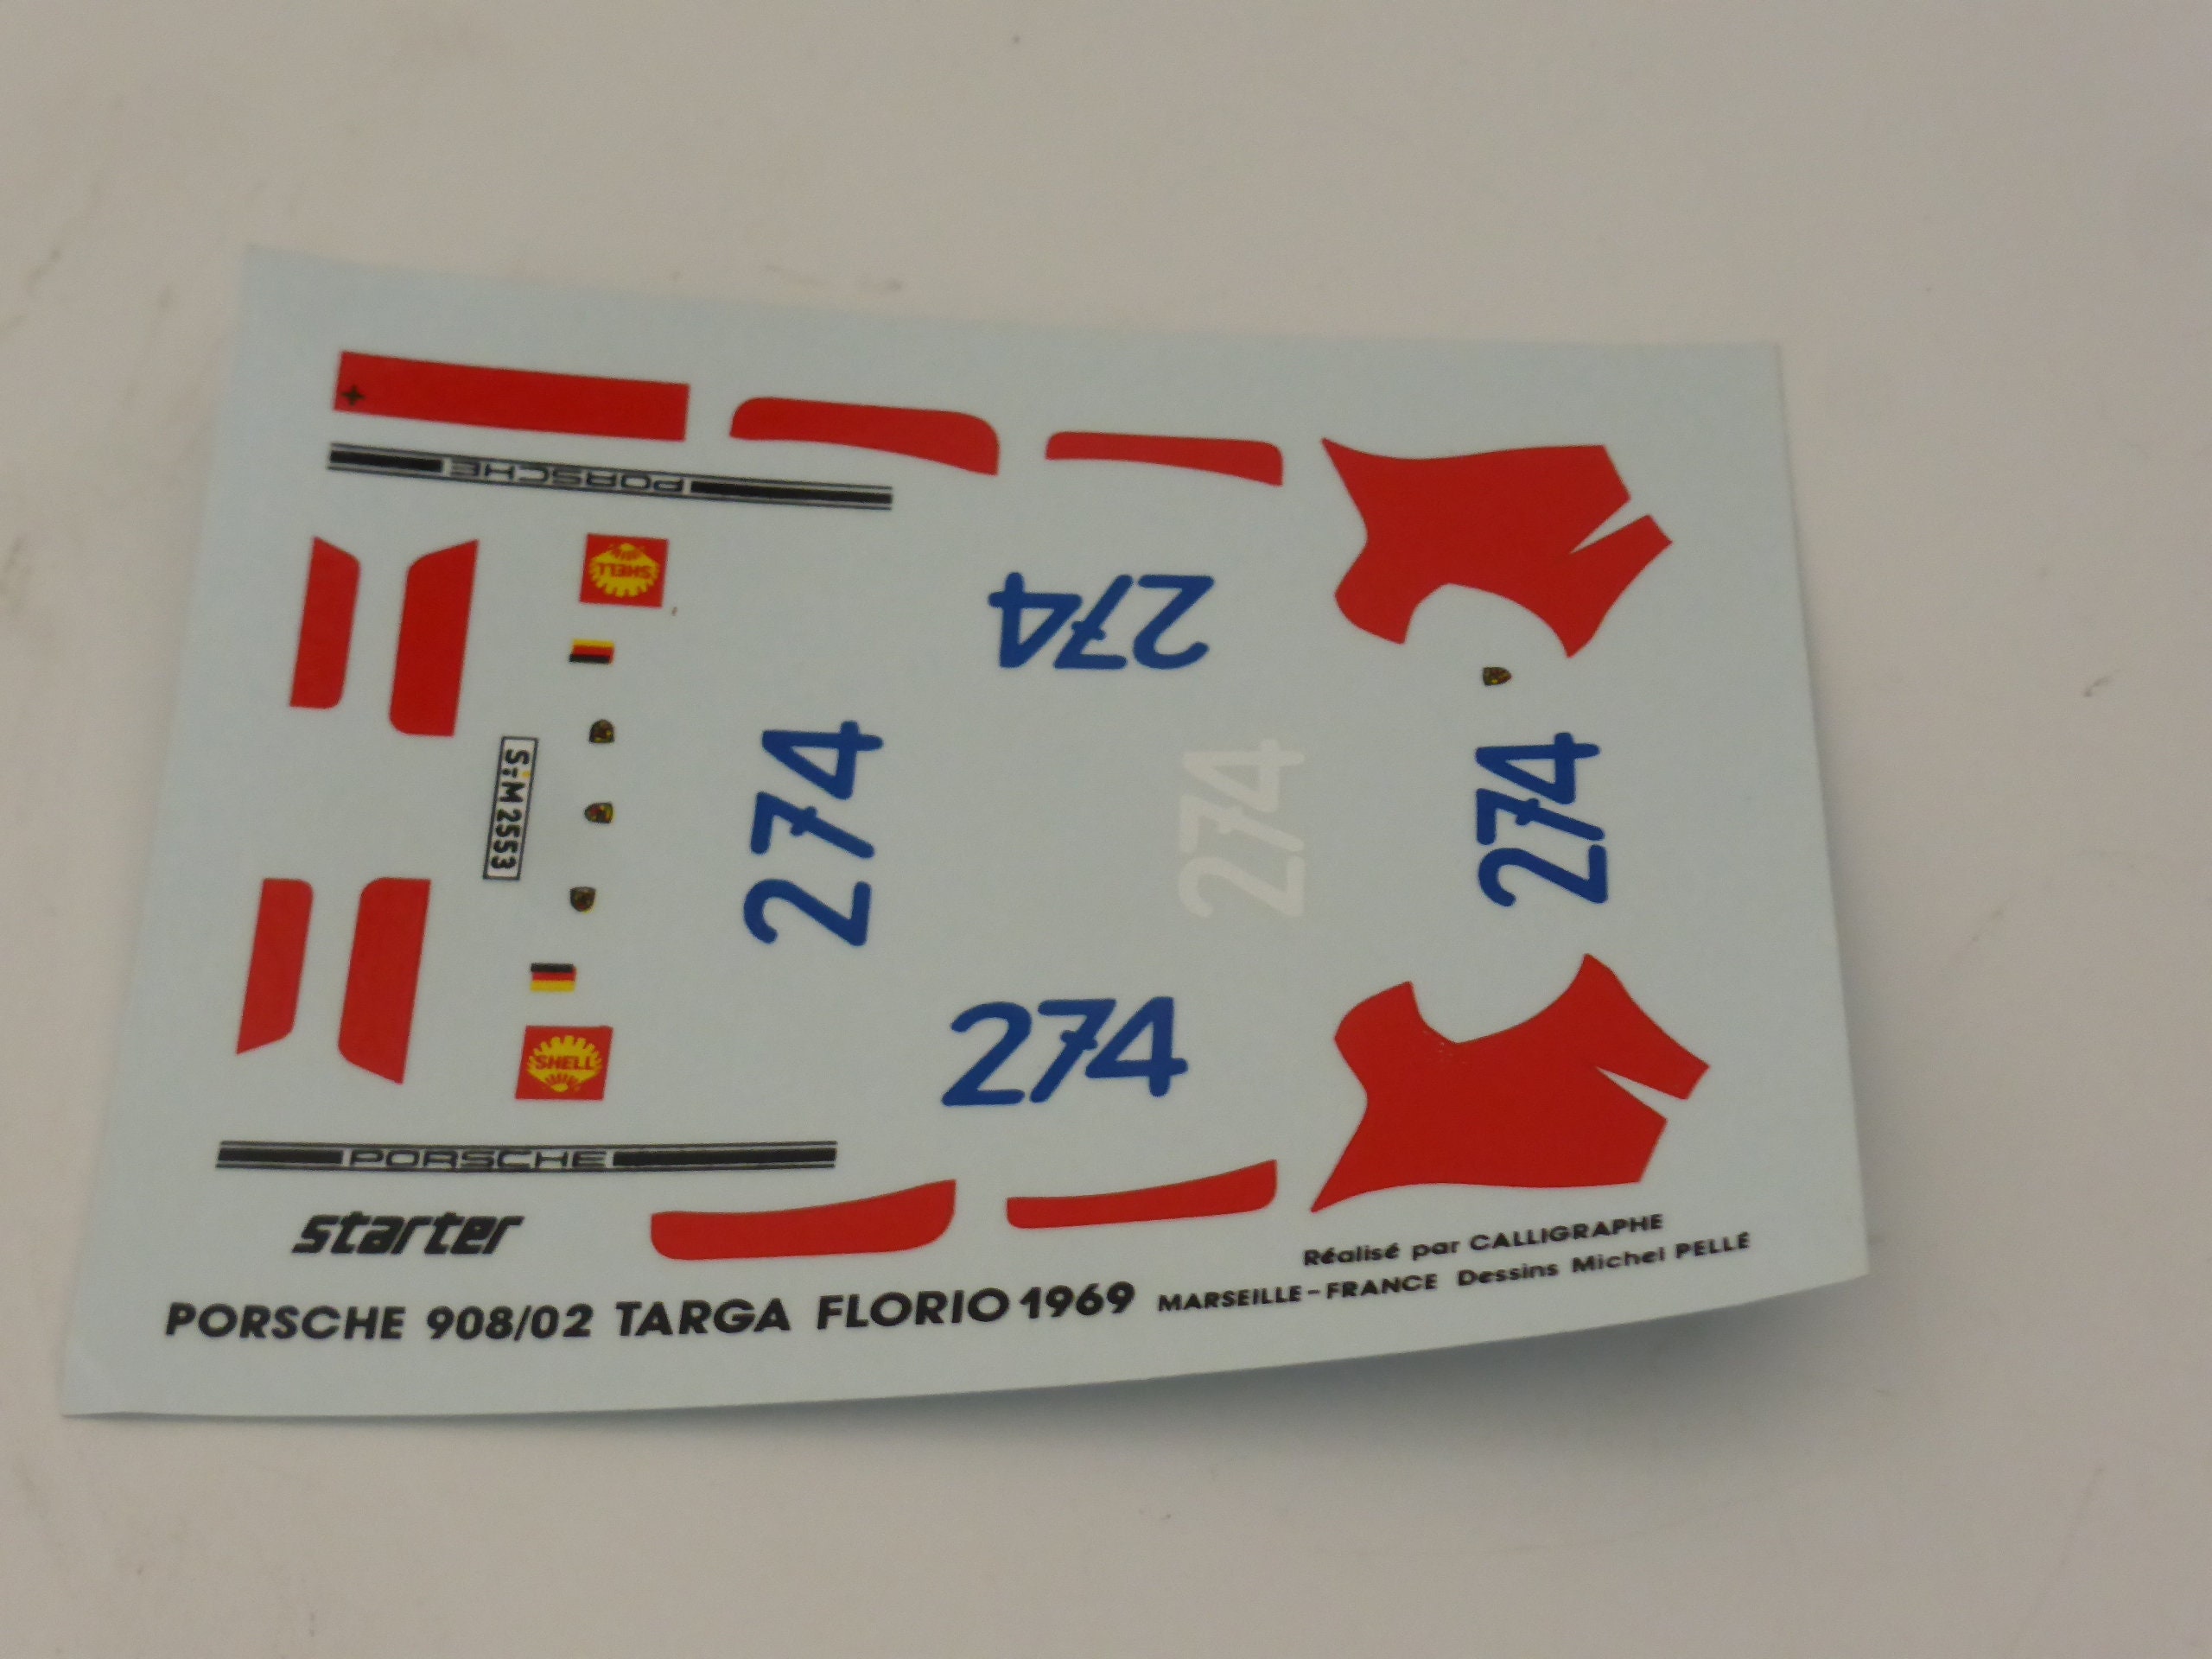 PORSCHE
SHELL
274
S-M 2553
274
274
274
274
SHELL
PORSCHE
starter
Réalisé par CALLIGRAPHE
PORSCHE 908/02 TARGA FLORIO 1969 MARSEILLE - FRANCE Dessins Michel PELLÉ